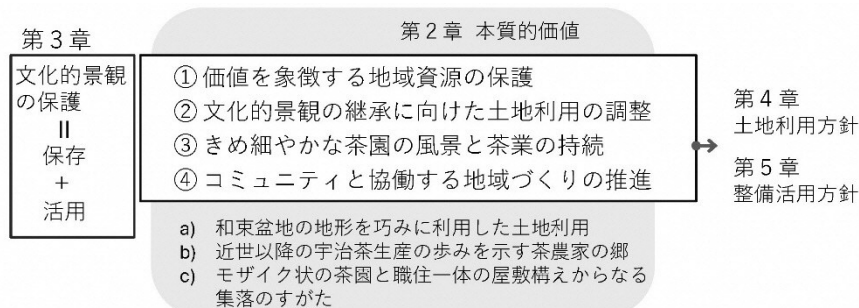 第2章 本質的価値
第3章
文化的景観
の保護
=
保存
+
活用
①価値を象徴する地域資源の保護
②文化的景観の継承に向けた土地利用の調整
③きめ細やかな茶園の風景と茶業の持続
④コミュニティと協働する地域づくりの推進
第4章
土地利用方針
第5章
整備活用方針
a) 和束盆地の地形を巧みに利用した土地利用
b) 近世以降の宇治茶生産の歩みを示す茶農家の郷
c) モザイク状の茶園と職住一体の屋敷構えからなる
集落のすがた